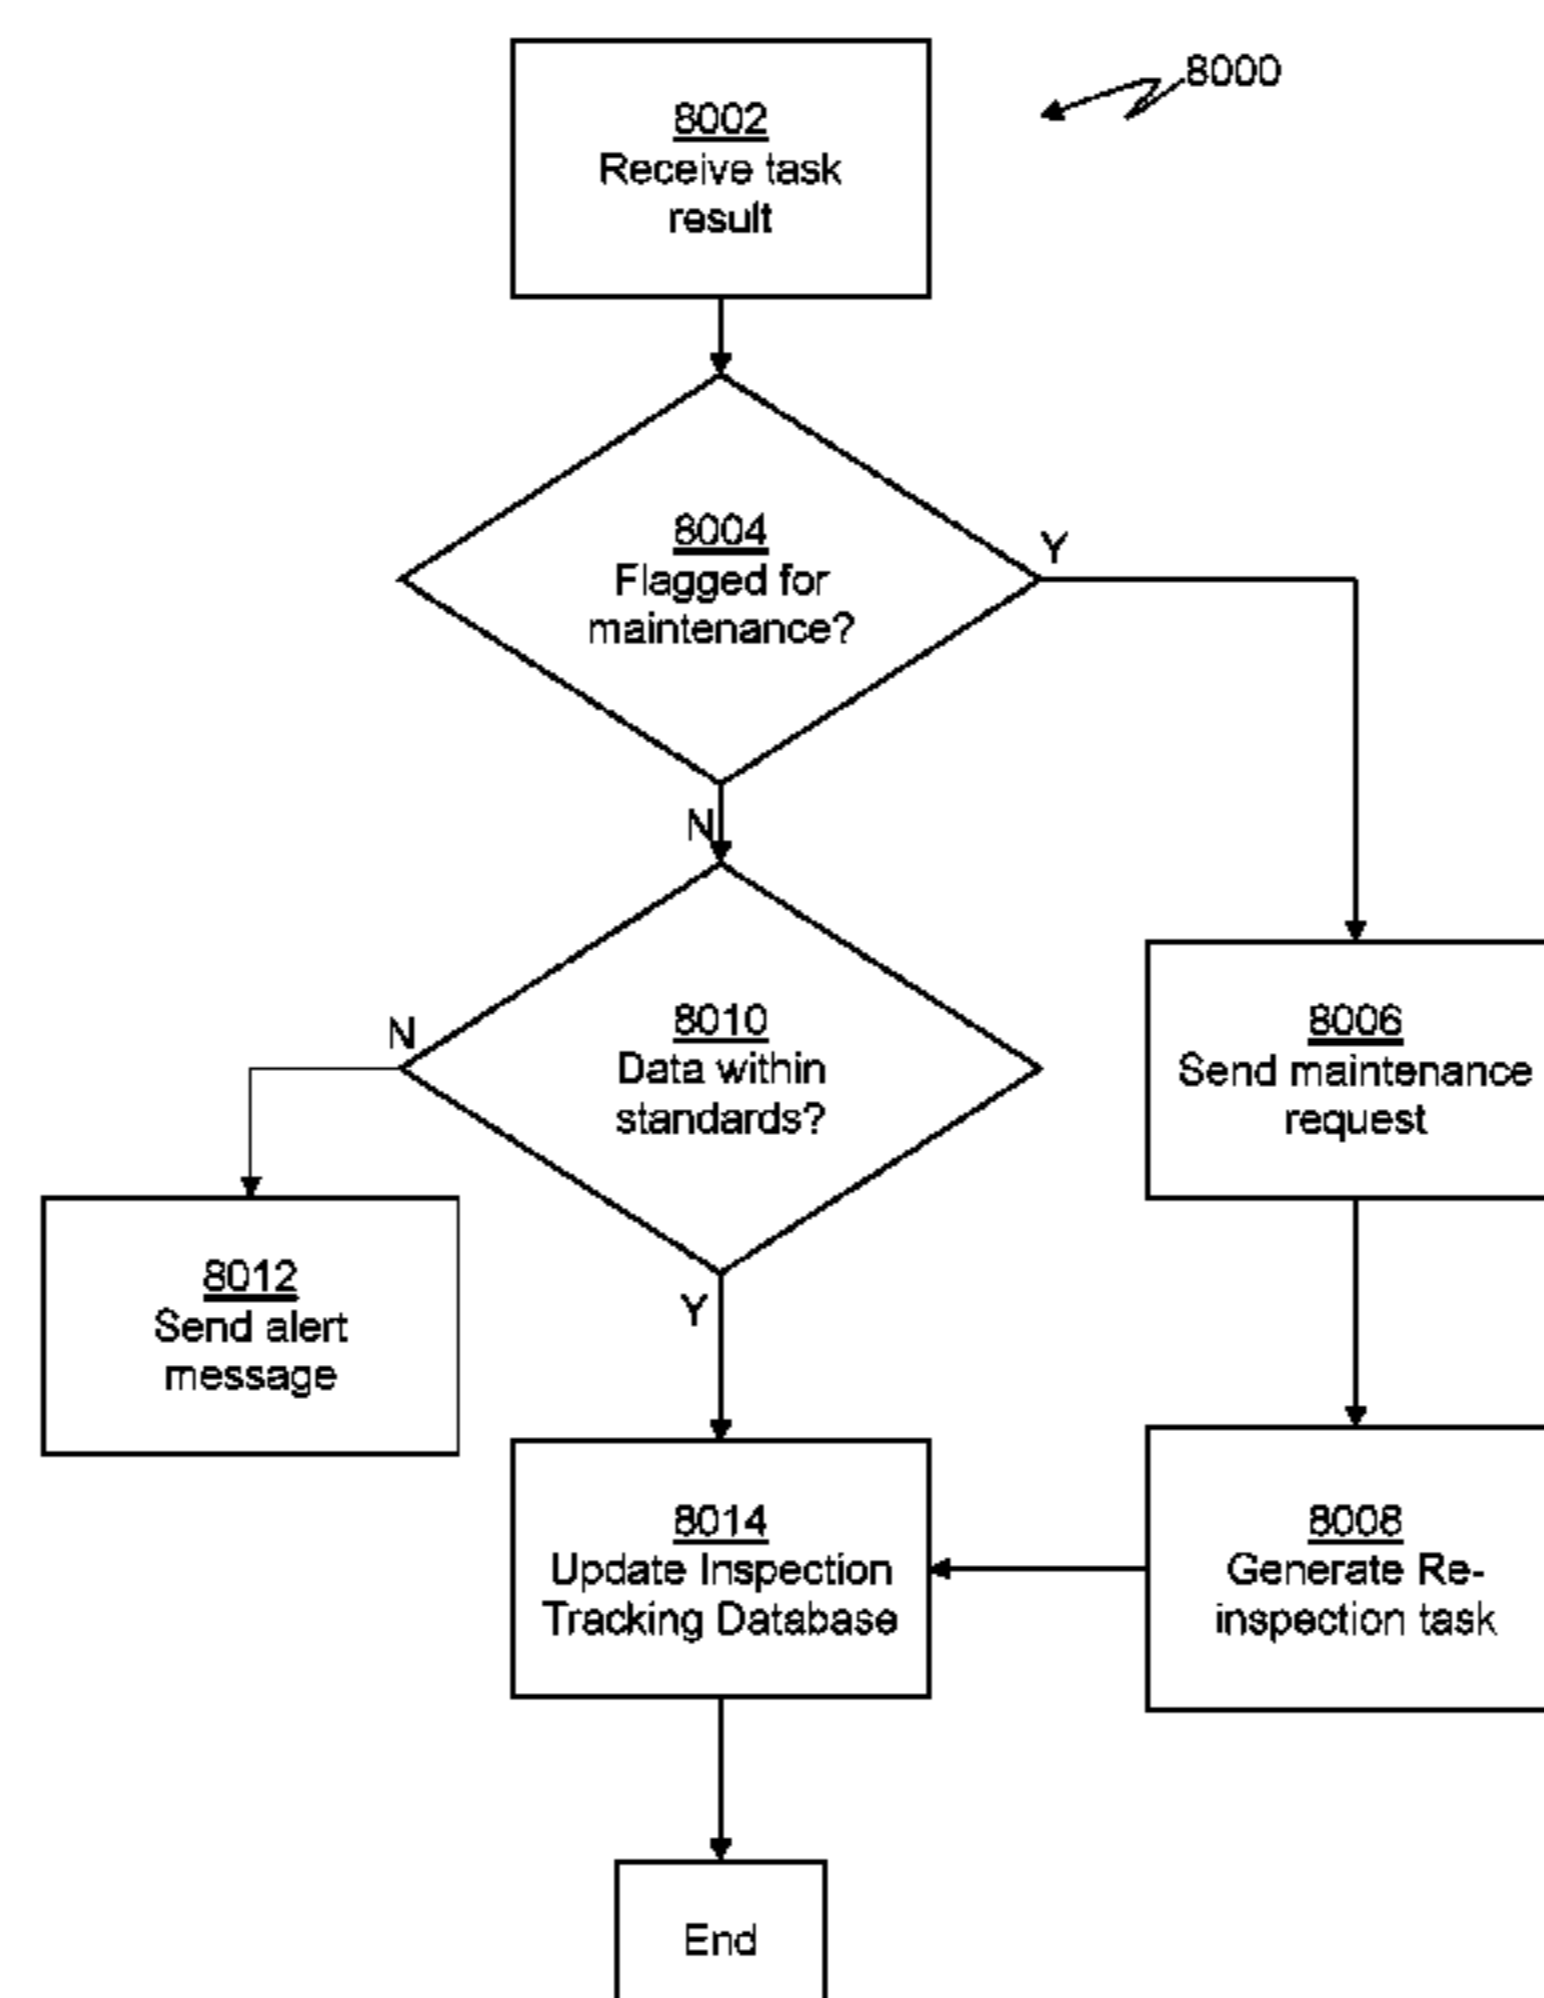 8000
8002
Receive task
result
8004
Flagged for
maintenance?
Y
N
8010
Data within
standards?
N
Y
8006
Send maintenance
request
8012
Send alert
message
8014
Update Inspection
Tracking Database
8008
Generate Re-
inspection task
End